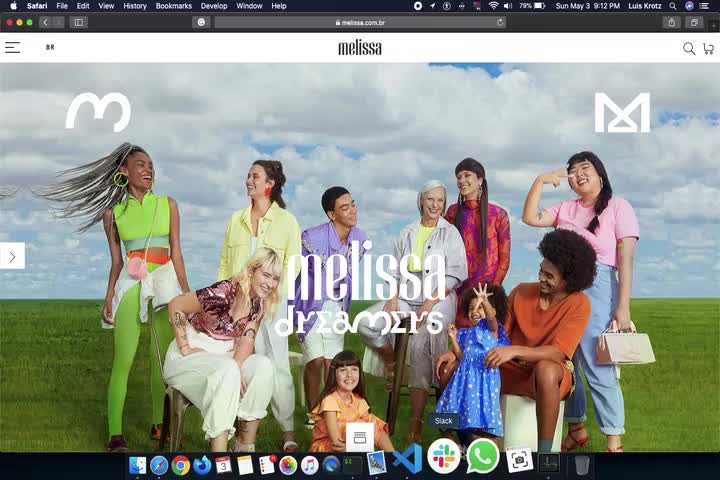 Safari File Edit View History Bookmarks Develop Window Help 79% Sun May 3 9:12 PM Luis Krotz
melissa.com.br
BR
melissa
melissa
dreamers
Slack
3